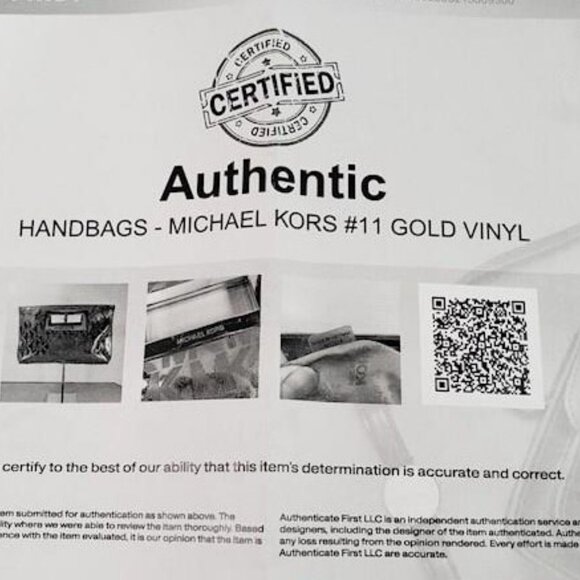 CERTIFIED
CERTIFIED
CERTIFIED
Authentic
HANDBAGS - MICHAEL KORS #11 GOLD VINYL
MICHAEL KORS
certify to the best of our ability that this item's determination is accurate and correct.
em submitted for authentication as shown above. The
lity where we were able to review the item thoroughly. Based
ence with the item evaluated, it is our opinion that the item is
Authenticate First LLC is an independent authentication service an
designers, including the designer of the item authenticated. Authe
any loss resulting from the opinion rendered. Every effort is made
Authenticate First LLC are accurate.